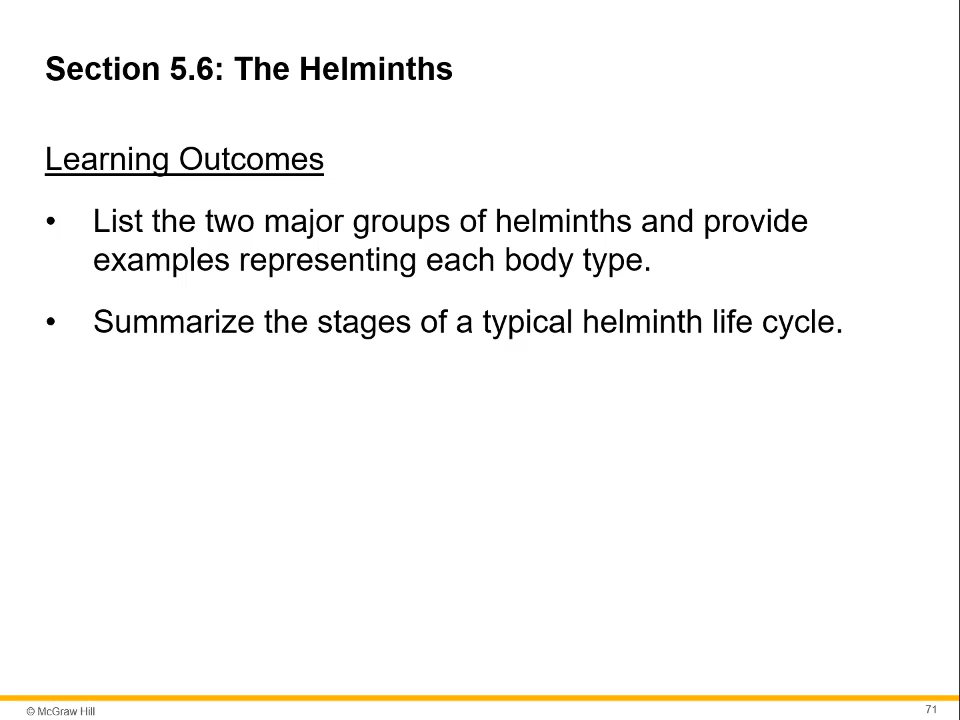 Section 5.6: The Helminths
Learning Outcomes
• List the two major groups of helminths and provide
examples representing each body type.
• Summarize the stages of a typical helminth life cycle.
© McGraw Hill
71